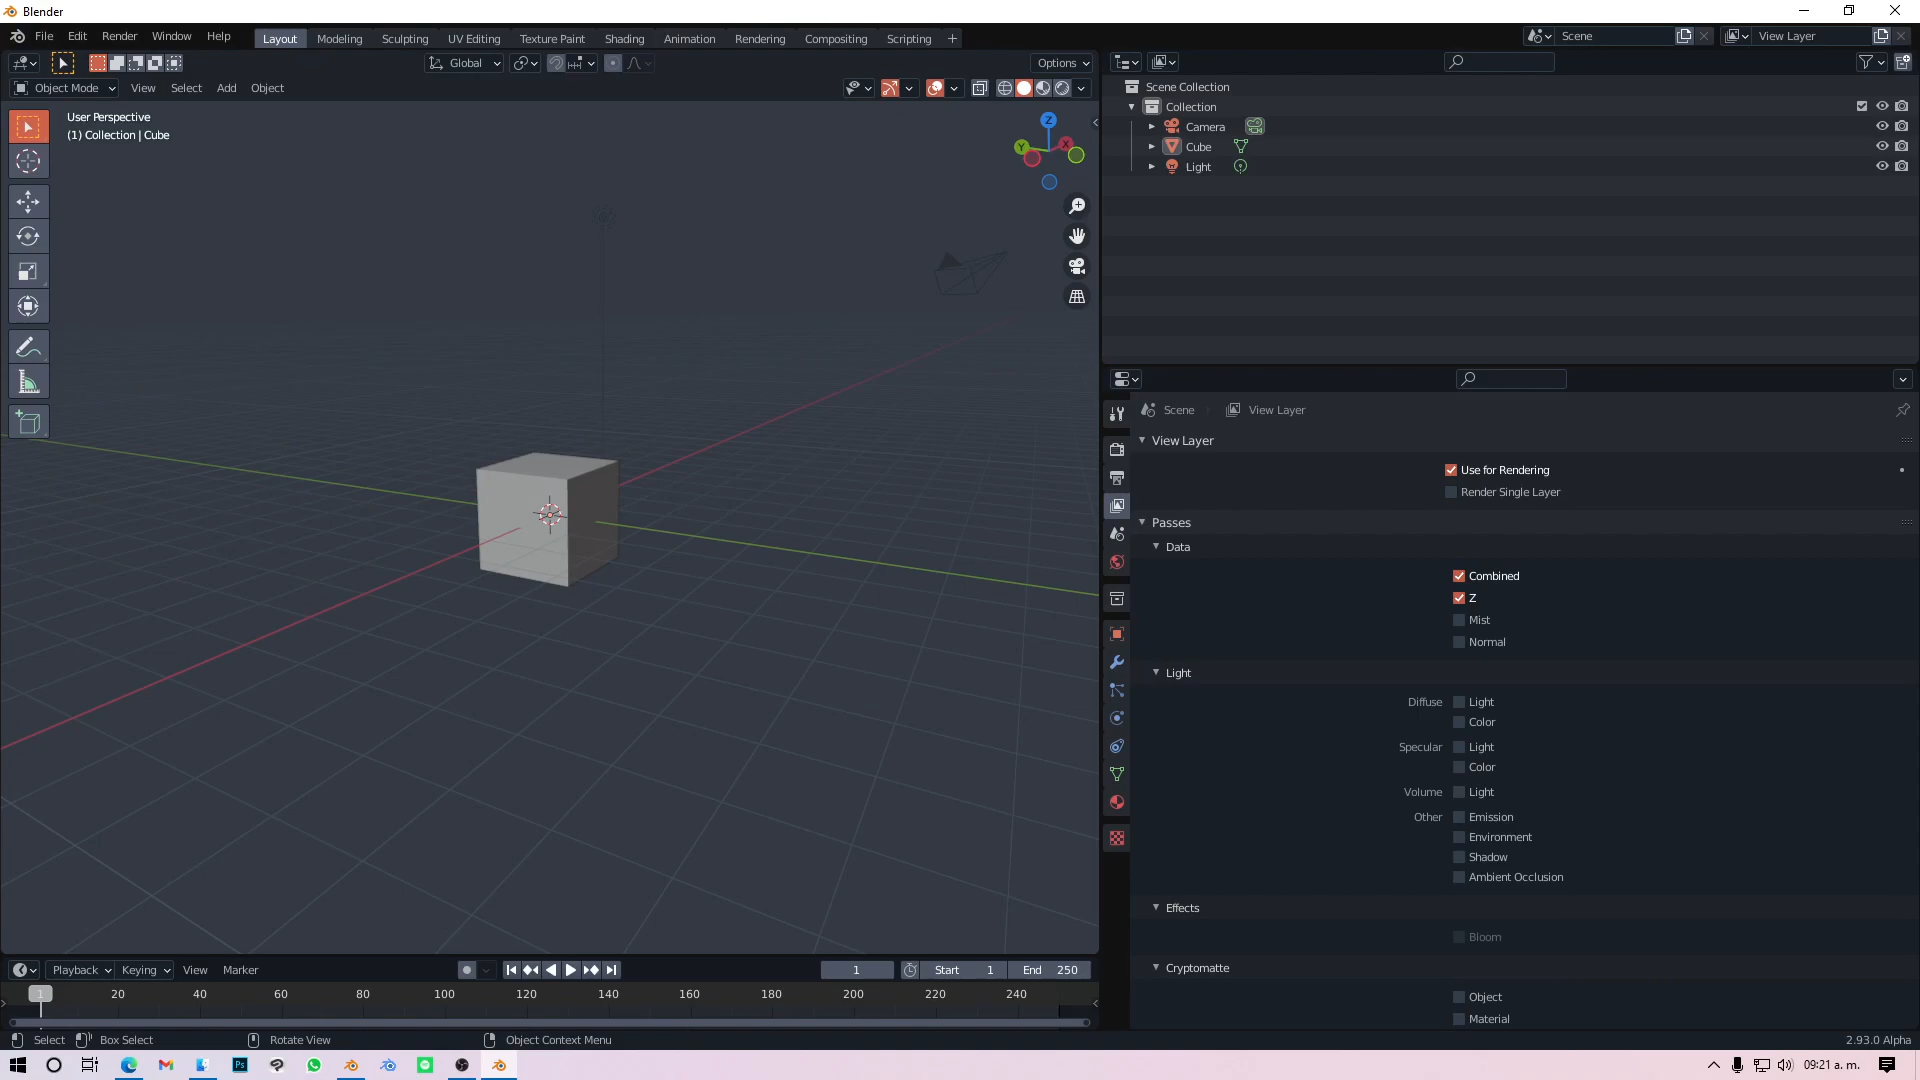 Blender
File Edit Render Window Help
Layout Modeling Sculpting UV Editing Texture Paint Shading Animation Rendering Compositing Scripting +
Scene
View Layer
Global
Options
Object Mode View Select Add Object
User Perspective
(1) Collection | Cube
Z
Y
X
Scene Collection
Collection
Camera
Cube
Light
Scene View Layer
View Layer
Use for Rendering
Render Single Layer
Passes
Data
Combined
Z
Mist
Normal
Light
Diffuse Light
Color
Specular Light
Color
Volume Light
Other Emission
Environment
Shadow
Ambient Occlusion
Effects
Bloom
Cryptomatte
Object
Material
Playback Keying View Marker
1
Start 1
End 250
1 20 40 60 80 100 120 140 160 180 200 220 240
Select Box Select Rotate View Object Context Menu
2.93.0 Alpha
Ps
09:21 a. m.